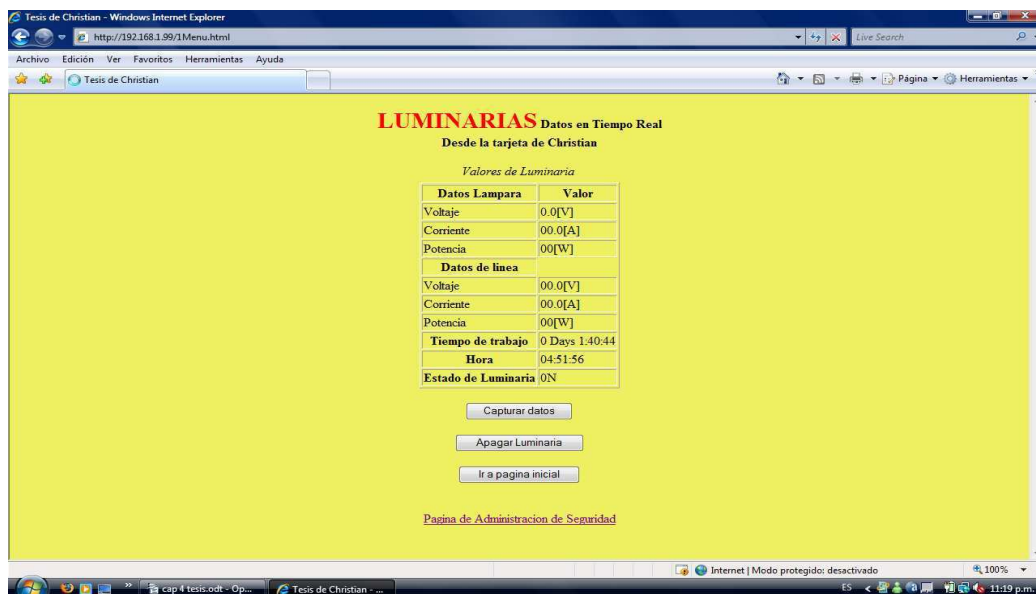 Tesis de Christian - Windows Internet Explorer
http://192.168.1.99/1Menu.html
Live Search
Archivo Edición Ver Favoritos Herramientas Ayuda
Tesis de Christian
Página Herramientas
LUMINARIAS Datos en Tiempo Real
Desde la tarjeta de Christian
Valores de Luminaria
Datos Lampara Valor
Voltaje 0.0[V]
Corriente 00.0[A]
Potencia 00[W]
Datos de linea
Voltaje 00.0[V]
Corriente 00.0[A]
Potencia 00[W]
Tiempo de trabajo 0 Days 1:40:44
Hora 04:51:56
Estado de Luminaria 0N
Capturar datos
Apagar Luminaria
Ir a pagina inicial
Pagina de Administracion de Seguridad
Internet | Modo protegido: desactivado 100%
cap 4 tesis.odt - Op... Tesis de Christian - ... ES 11:19 p.m.